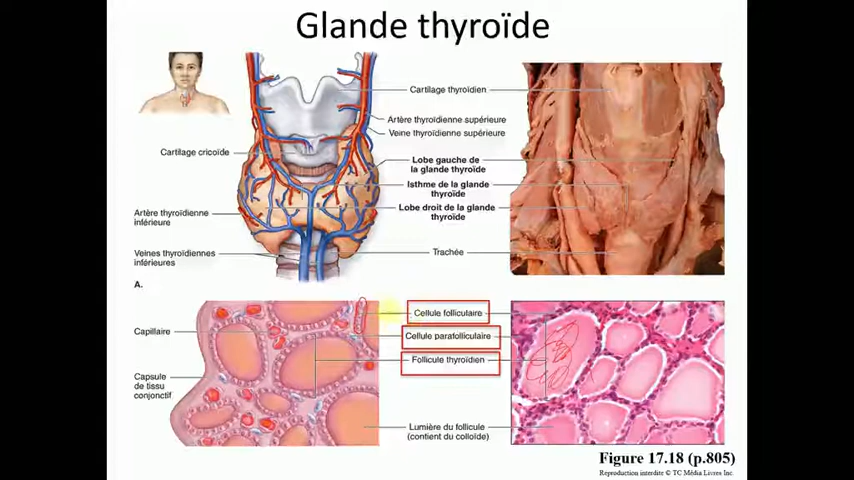 Glande thyroïde
Cartilage thyroïdien
Artère thyroïdienne supérieure
Veine thyroïdienne supérieure
Cartilage cricoïde
Lobe gauche de
la glande thyroïde
Isthme de la glande
thyroïde
Lobe droit de la glande
thyroïde
Artère thyroïdienne
inférieure
Trachée
Veines thyroïdiennes
inférieures
A.
Cellule folliculaire
Capillaire
Cellule parafolliculaire
Follicule thyroïdien
Capsule
de tissu
conjonctif
Lumière du follicule
(contient du colloïde)
Figure 17.18 (p.805)
Reproduction interdite © TC Média Livres Inc.